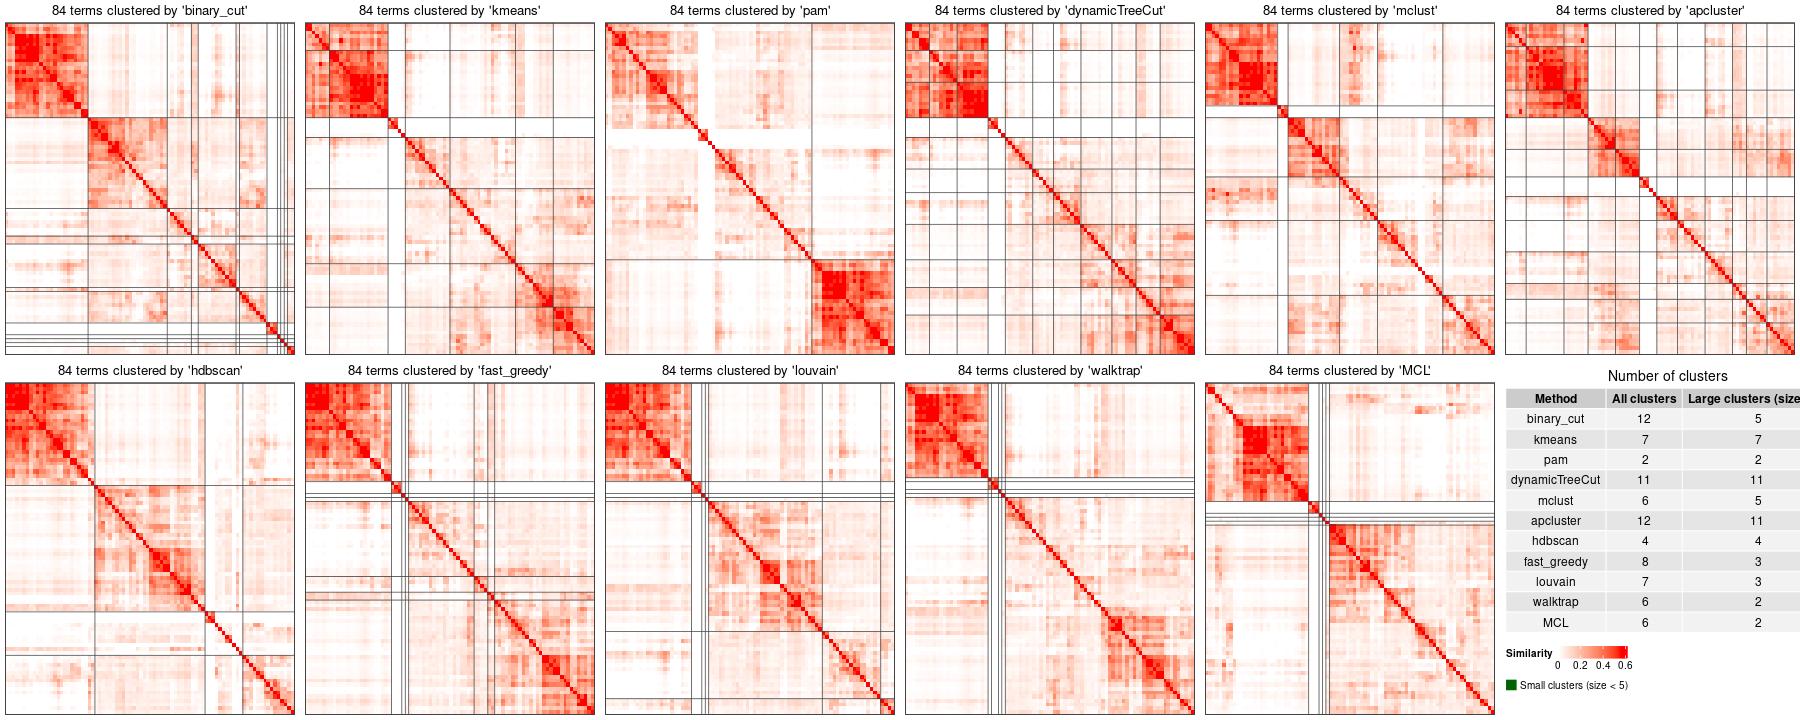 84 terms clustered by 'binary_cut'
84 terms clustered by 'kmeans'
84 terms clustered by 'pam'
84 terms clustered by 'dynamicTreeCut'
84 terms clustered by 'mclust'
84 terms clustered by 'apcluster'
84 terms clustered by 'hdbscan'
84 terms clustered by 'fast_greedy'
84 terms clustered by 'louvain'
84 terms clustered by 'walktrap'
84 terms clustered by 'MCL'
Number of clusters
Method All clusters Large clusters (size
binary_cut 12 5
kmeans 7 7
pam 2 2
dynamicTreeCut 11 11
mclust 6 5
apcluster 12 11
hdbscan 4 4
fast_greedy 8 3
louvain 7 3
walktrap 6 2
MCL 6 2
Similarity
0 0.2 0.4 0.6
Small clusters (size < 5)